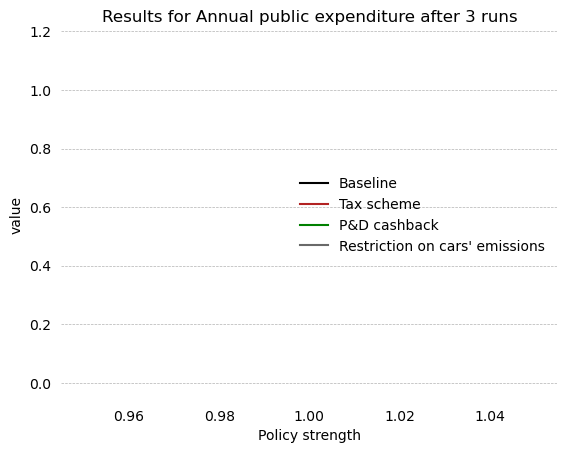 Results for Annual public expenditure after 3 runs
1.2
1.0
0.8
0.6
0.4
0.2
0.0
value
Baseline
Tax scheme
P&D cashback
Restriction on cars' emissions
0.96 0.98 1.00 1.02 1.04
Policy strength